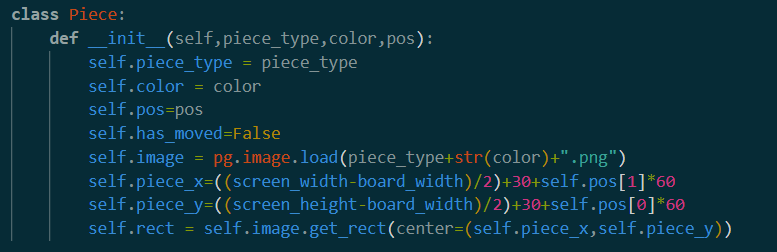 class Piece:
    def __init__(self,piece_type,color,pos):
        self.piece_type = piece_type
        self.color = color
        self.pos=pos
        self.has_moved=False
        self.image = pg.image.load(piece_type+str(color)+".png")
        self.piece_x=((screen_width-board_width)/2)+30+self.pos[1]*60
        self.piece_y=((screen_height-board_width)/2)+30+self.pos[0]*60
        self.rect = self.image.get_rect(center=(self.piece_x,self.piece_y))